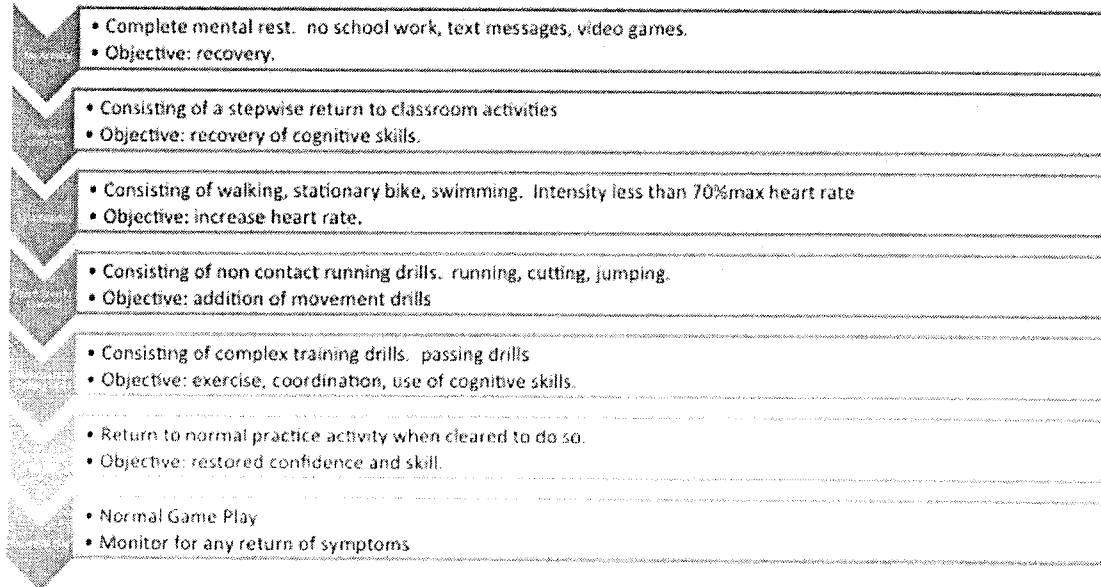 • Complete mental rest.  no school work, text messages, video games.
• Objective: recovery.
• Consisting of a stepwise return to classroom activities
• Objective: recovery of cognitive skills.
• Consisting of walking, stationary bike, swimming.  Intensity less than 70%max heart rate
• Objective: increase heart rate.
• Consisting of non contact running drills.  running, cutting, jumping.
• Objective: addition of movement drills
• Consisting of complex training drills.  passing drills
• Objective: exercise, coordination, use of cognitive skills.
• Return to normal practice activity when cleared to do so.
• Objective: restored confidence and skill.
• Normal Game Play
• Monitor for any return of symptoms